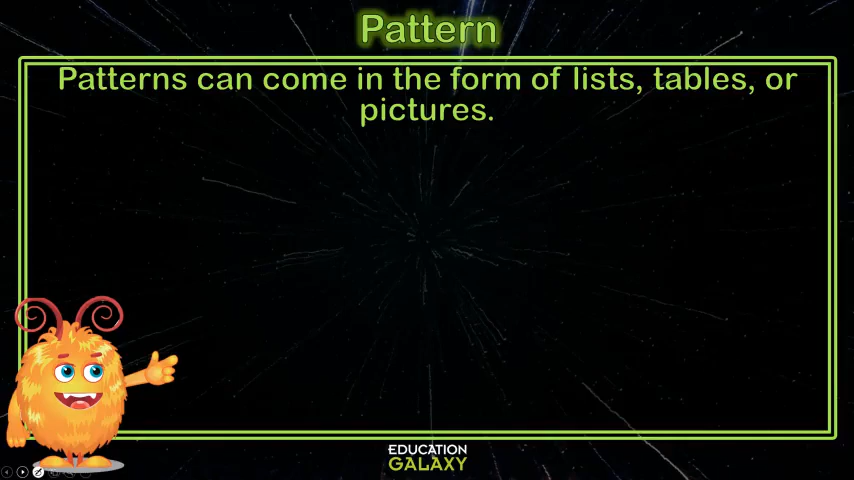 Pattern
Patterns can come in the form of lists, tables, or
pictures.
EDUCATION
GALAXY